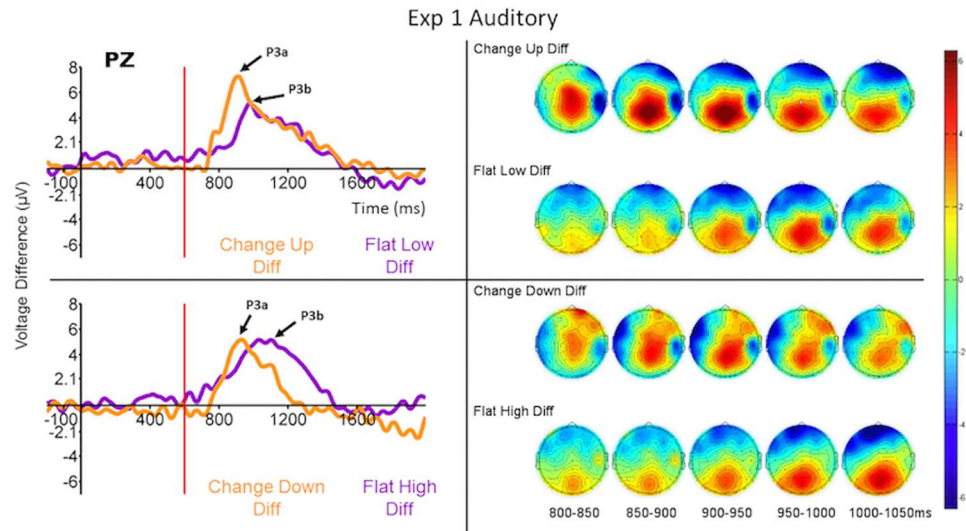 Exp 1 Auditory
PZ
8
6
4
2.1
-2.1
-4
-6
-100
400
800
1200
1600
Time (ms)
P3a
P3b
Change Up
Diff
Flat Low
Diff
Voltage Difference (μV)
8
6
4
2.1
-2.1
-4
-6
-100
400
800
1200
1600
P3a
P3b
Change Down
Diff
Flat High
Diff
Change Up Diff
Flat Low Diff
Change Down Diff
Flat High Diff
800-850 850-900 900-950 950-1000 1000-1050ms
6
4
2
0
-2
-4
-6